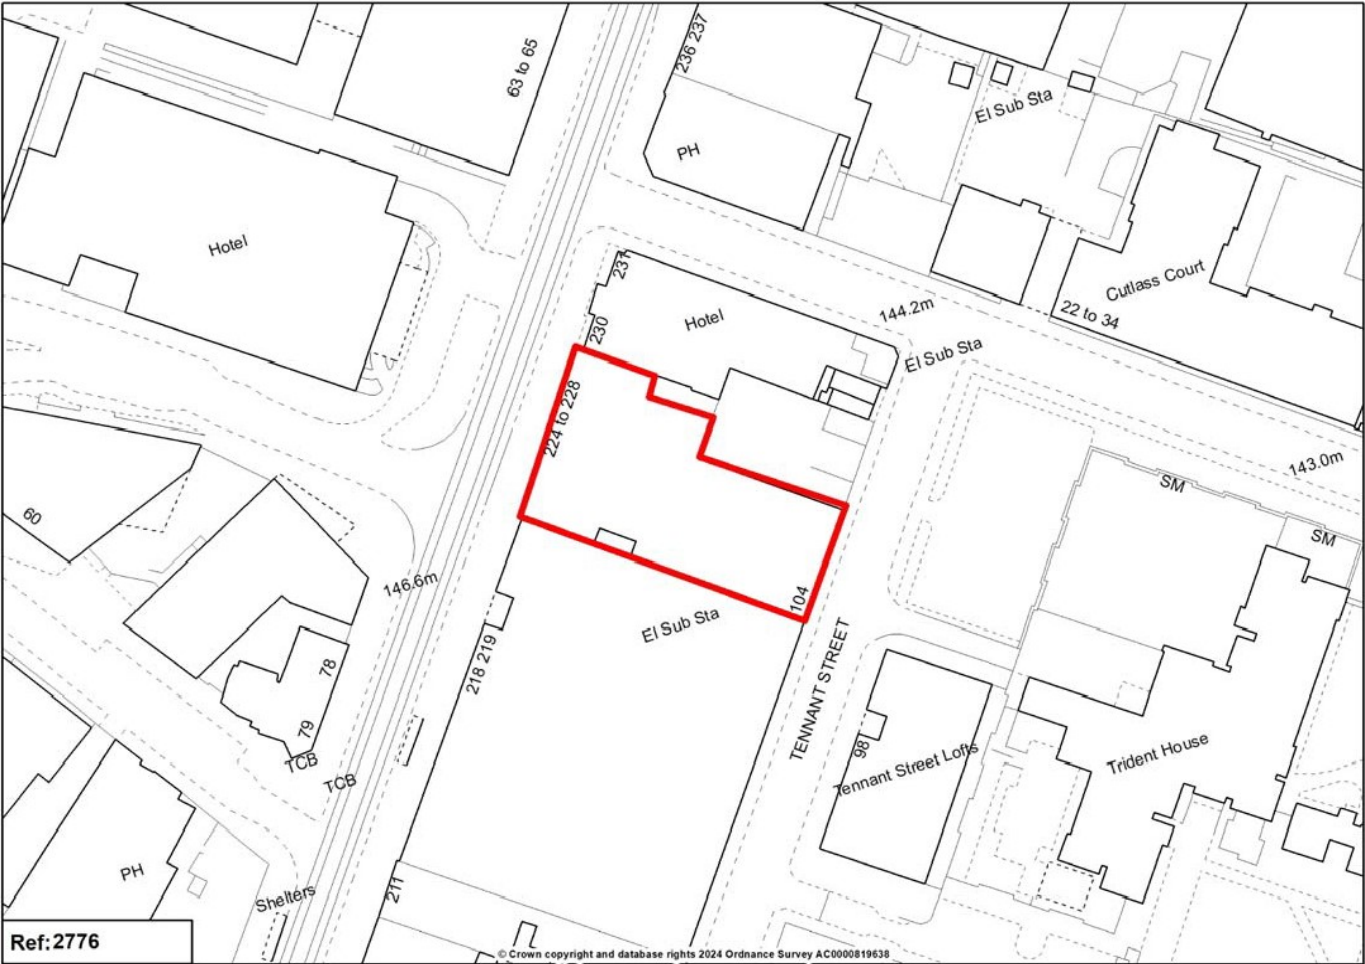 63 to 65
236 237
PH
El Sub Sta
Hotel
231
230
Hotel
144.2m
El Sub Sta
Cutlass Court
22 to 34
224 to 228
143.0m
SM
SM
60
146.6m
104
El Sub Sta
218 219
TENNANT STREET
78
79
TCB
TCB
98
Tennant Street Lofts
Trident House
PH
211
Shelters
Ref:2776
© Crown copyright and database rights 2024 Ordnance Survey AC0000819638